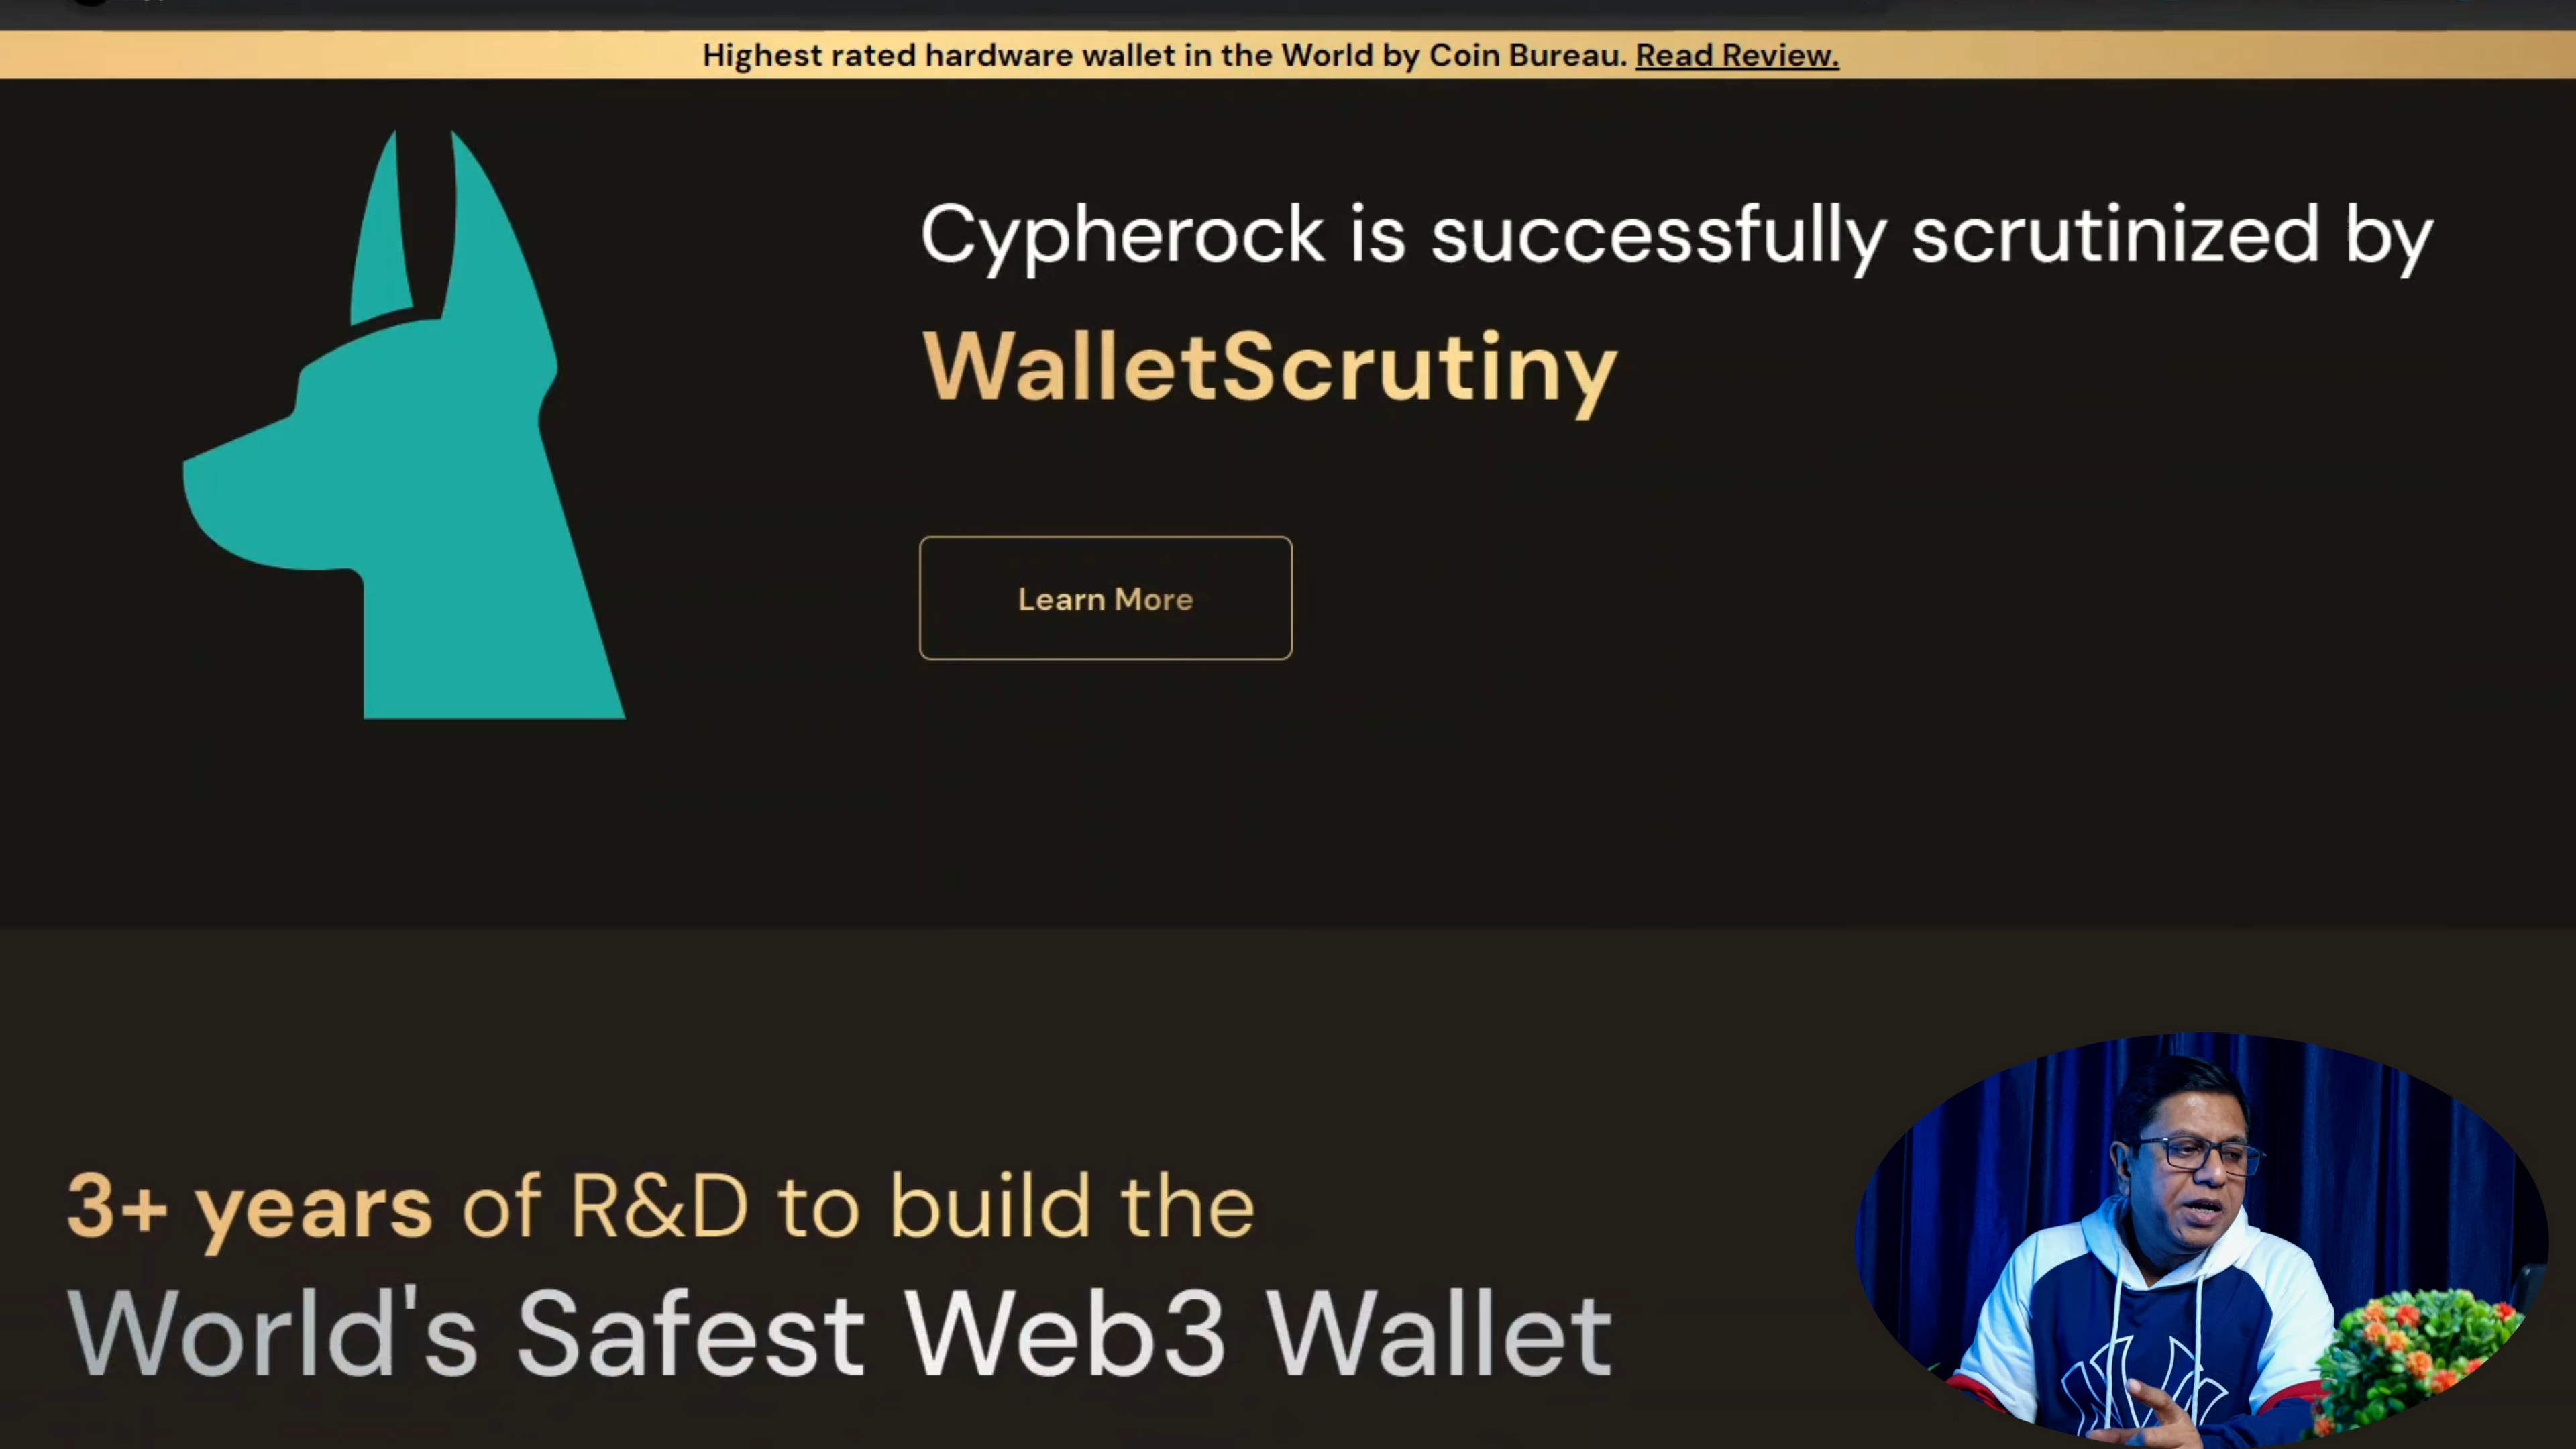 Highest rated hardware wallet in the World by Coin Bureau. Read Review.
Cypherock is successfully scrutinized by
WalletScrutiny
Learn More
3+ years of R&D to build the
World's Safest Web3 Wallet